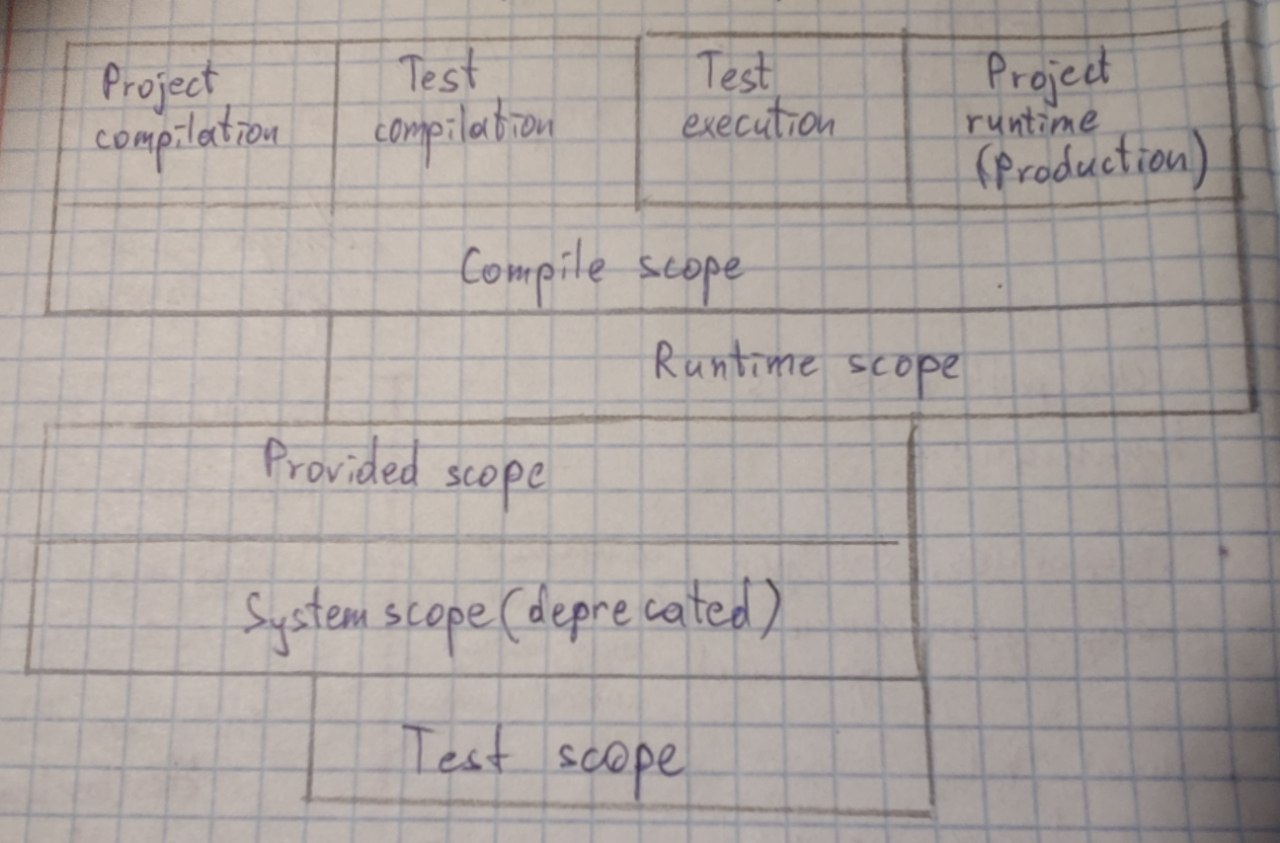 Project
compilation
Test
compilation
Test
execution
Project
runtime
(Production)
Compile scope
Runtime scope
Provided scope
System scope (deprecated)
Test scope